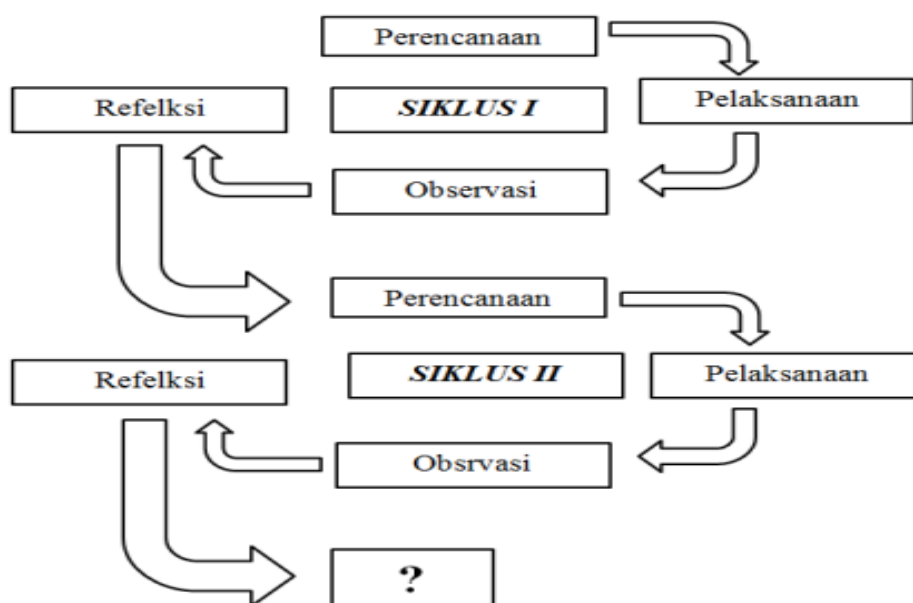 Perencanaan
Refelksi
SIKLUS I
Pelaksanaan
Observasi
Perencanaan
Refelksi
SIKLUS II
Pelaksanaan
Obsrvasi
?